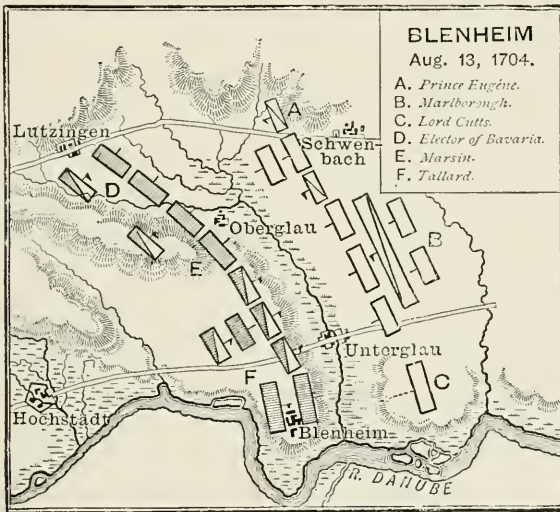 BLENHEIM
Aug. 13, 1704.
A. Prince Eugène.
B. Marlborough.
C. Lord Cutts.
D. Elector of Bavaria.
E. Marsin.
F. Tallard.
A
Lutzingen
Schwen-
bach
D
Oberglau
B
E
Unterglau
C
F
Hochstädt
Blenheim
R. DANUBE